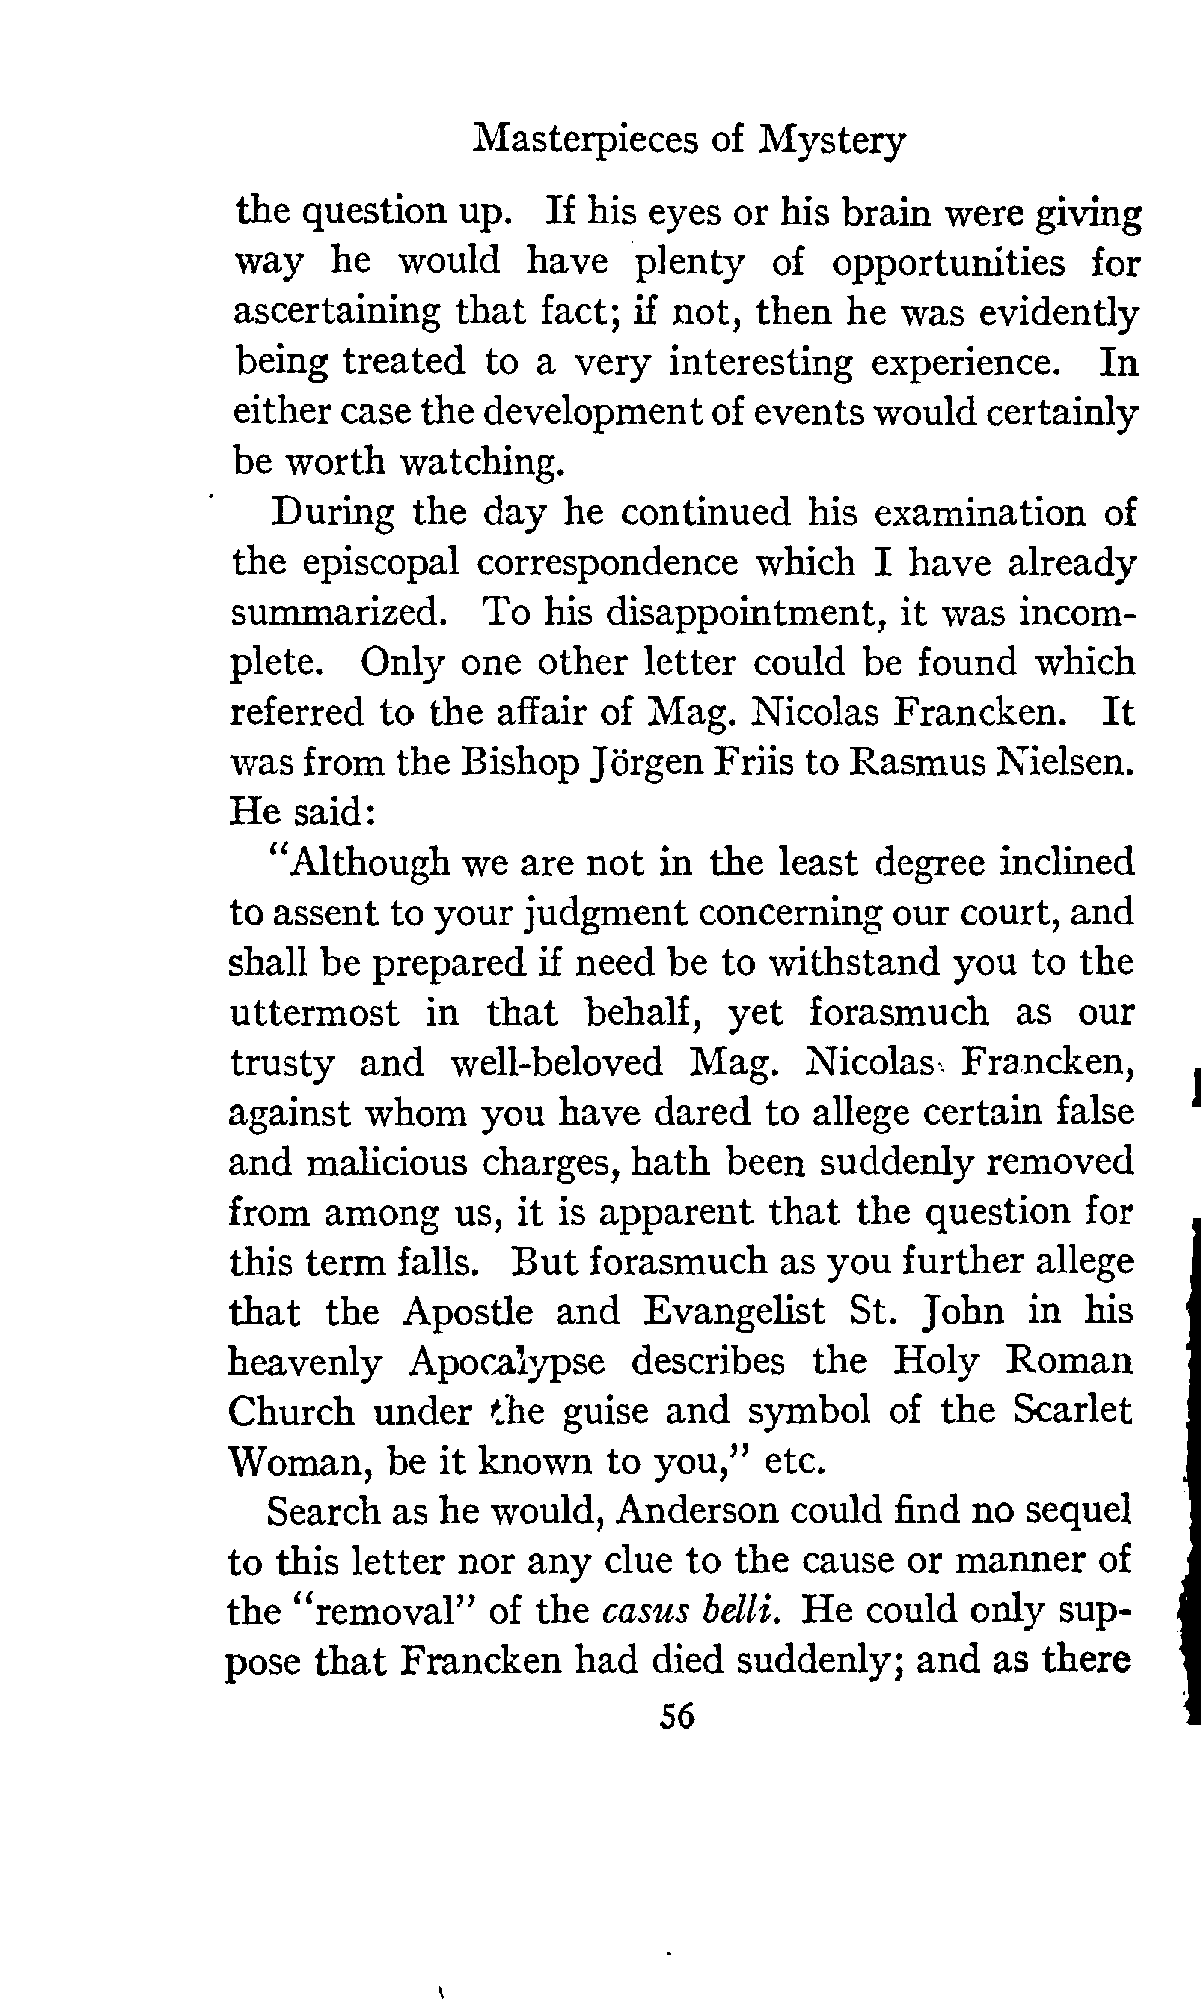 Masterpieces of Mystery
the question up. If his eyes or his brain were giving
way he would have plenty of opportunities for
ascertaining that fact; if not, then he was evidently
being treated to a very interesting experience. In
either case the development of events would certainly
be worth watching.
During the day he continued his examination of
the episcopal correspondence which I have already
summarized. To his disappointment, it was incom-
plete. Only one other letter could be found which
referred to the affair of Mag. Nicolas Francken. It
was from the Bishop Jörgen Friis to Rasmus Nielsen.
He said:
"Although we are not in the least degree inclined
to assent to your judgment concerning our court, and
shall be prepared if need be to withstand you to the
uttermost in that behalf, yet forasmuch as our
trusty and well-beloved Mag. Nicolas Francken,
against whom you have dared to allege certain false
and malicious charges, hath been suddenly removed
from among us, it is apparent that the question for
this term falls. But forasmuch as you further allege
that the Apostle and Evangelist St. John in his
heavenly Apocalypse describes the Holy Roman
Church under the guise and symbol of the Scarlet
Woman, be it known to you," etc.
Search as he would, Anderson could find no sequel
to this letter nor any clue to the cause or manner of
the "removal" of the casus belli. He could only sup-
pose that Francken had died suddenly; and as there
56